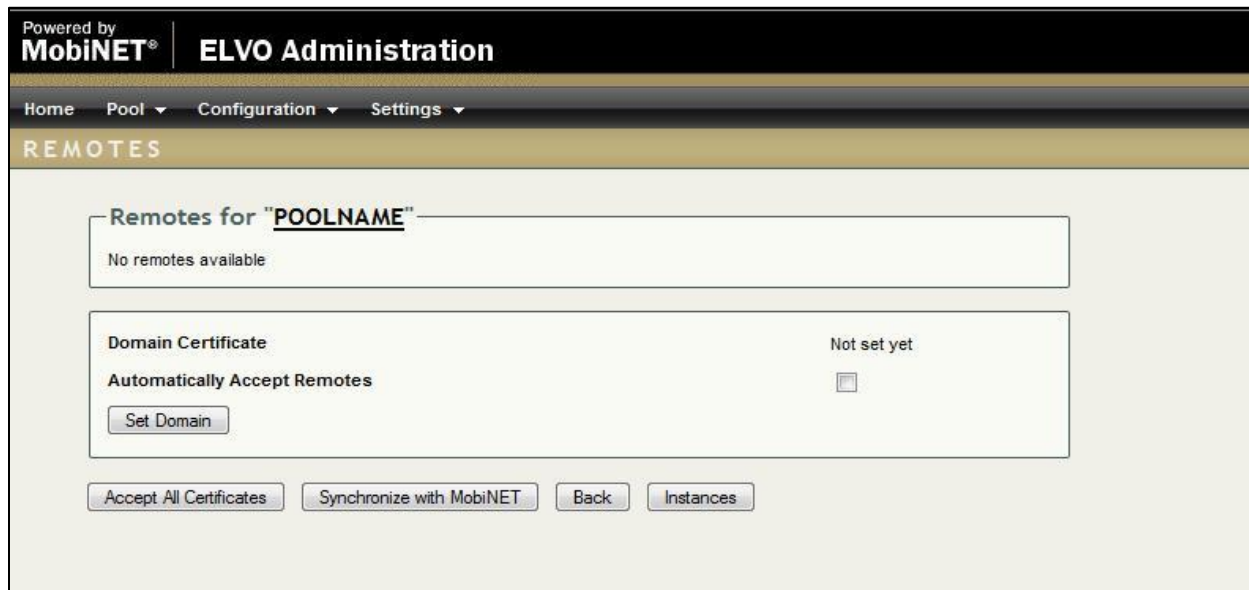 Powered by
MobiNET® ELVO Administration
Home Pool Configuration Settings
REMOTES
Remotes for "POOLNAME"
No remotes available
Domain Certificate Not set yet
Automatically Accept Remotes
Set Domain
Accept All Certificates Synchronize with MobiNET Back Instances